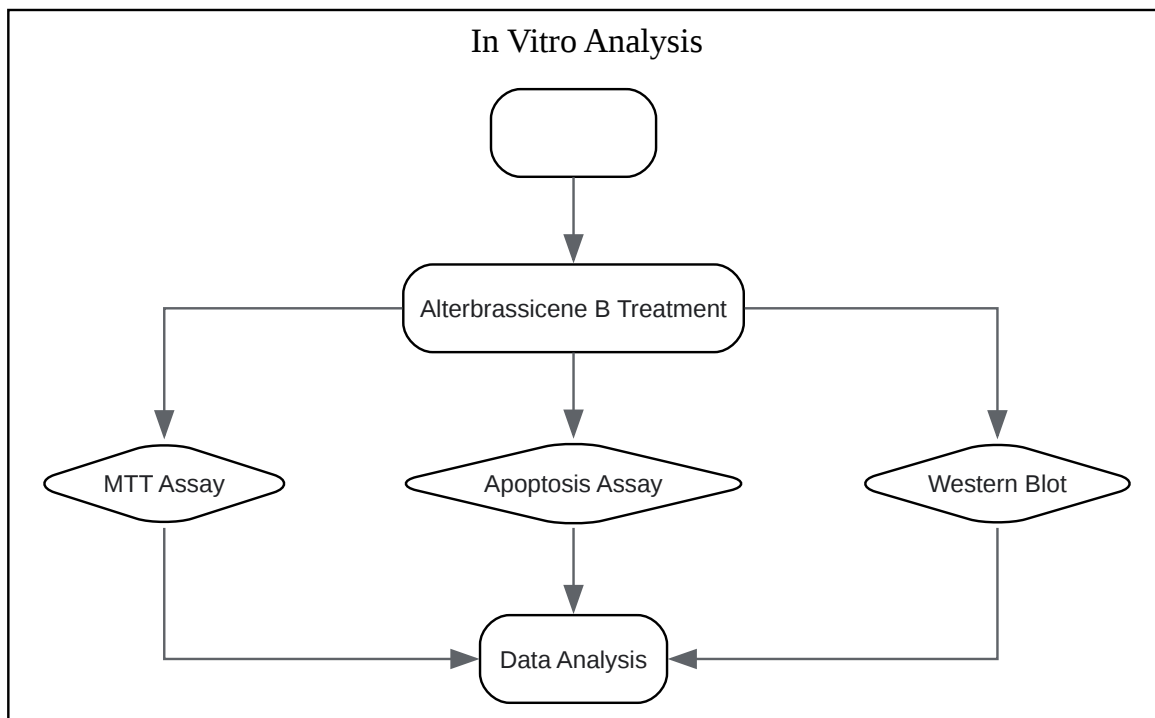 In Vitro Analysis
Alterbrassicene B Treatment
MTT Assay
Apoptosis Assay
Western Blot
Data Analysis